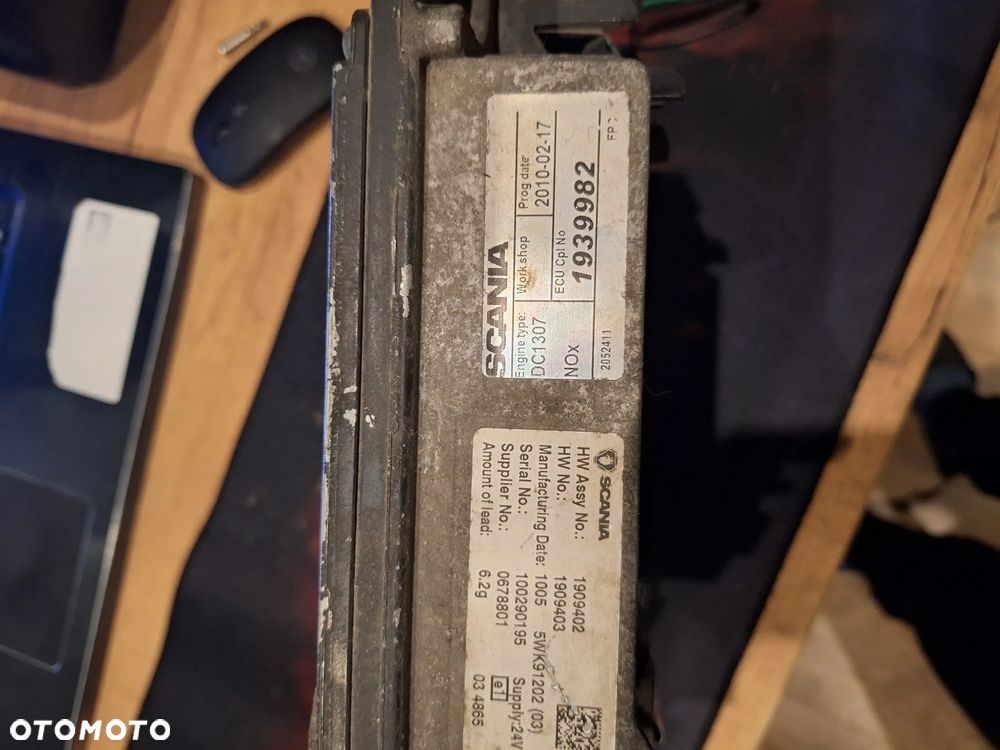 SCANIA
Engine type: Workshop Prog date
DC1307 2010-02-17
NOX ECU Cpl No
1939982
2052411 FP:
SCANIA
HW Assy No.: 1909402
HW No.: 1909403
Manufacturing Date: 1005 5WK91202 (03)
Serial No.: 100290195 Supply:24V
Supplier No.: 0678801 e1
Amount of lead: 6.2g 03 4865
OTOMOTO